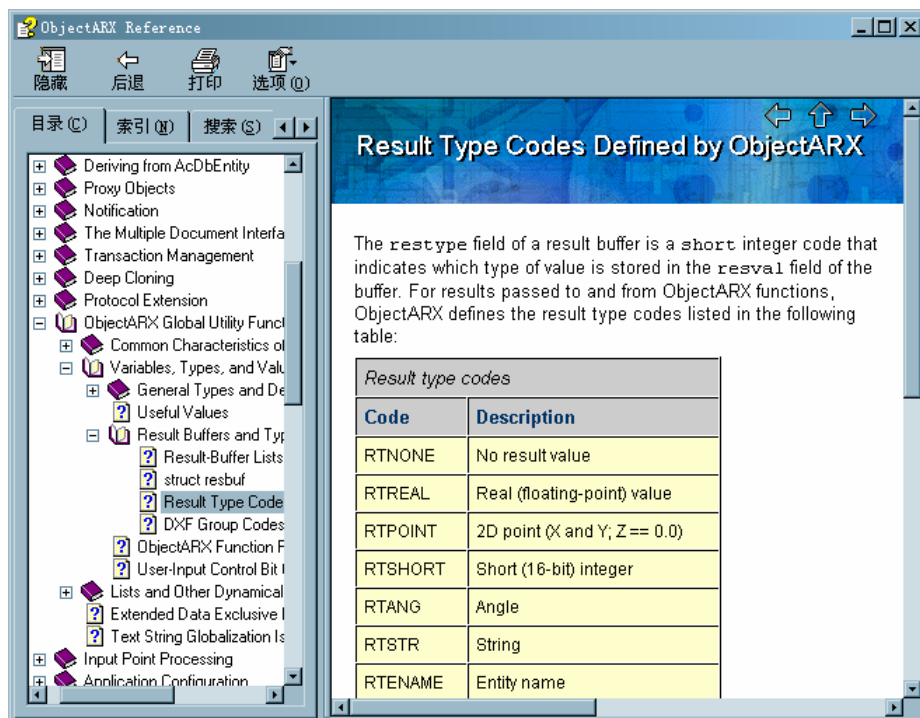 ObjectARX Reference
隐藏
后退
打印
选项(O)
目录(C)
索引(N)
搜索(S)
Deriving from AcDbEntity
Proxy Objects
Notification
The Multiple Document Interfa
Transaction Management
Deep Cloning
Protocol Extension
ObjectARX Global Utility Funct
Common Characteristics of
Variables, Types, and Valu
General Types and De
Useful Values
Result Buffers and Typ
Result-Buffer Lists
struct resbuf
Result Type Code
DXF Group Codes
ObjectARX Function F
User-Input Control Bit
Lists and Other Dynamical
Extended Data Exclusive
Text String Globalization Is
Input Point Processing
Application Configuration
Result Type Codes Defined by ObjectARX
The restype field of a result buffer is a short integer code that
indicates which type of value is stored in the resval field of the
buffer. For results passed to and from ObjectARX functions,
ObjectARX defines the result type codes listed in the following
table:
Result type codes
Code Description
RTNONE No result value
RTREAL Real (floating-point) value
RTPOINT 2D point (X and Y; Z == 0.0)
RTSHORT Short (16-bit) integer
RTANG Angle
RTSTR String
RTENAME Entity name